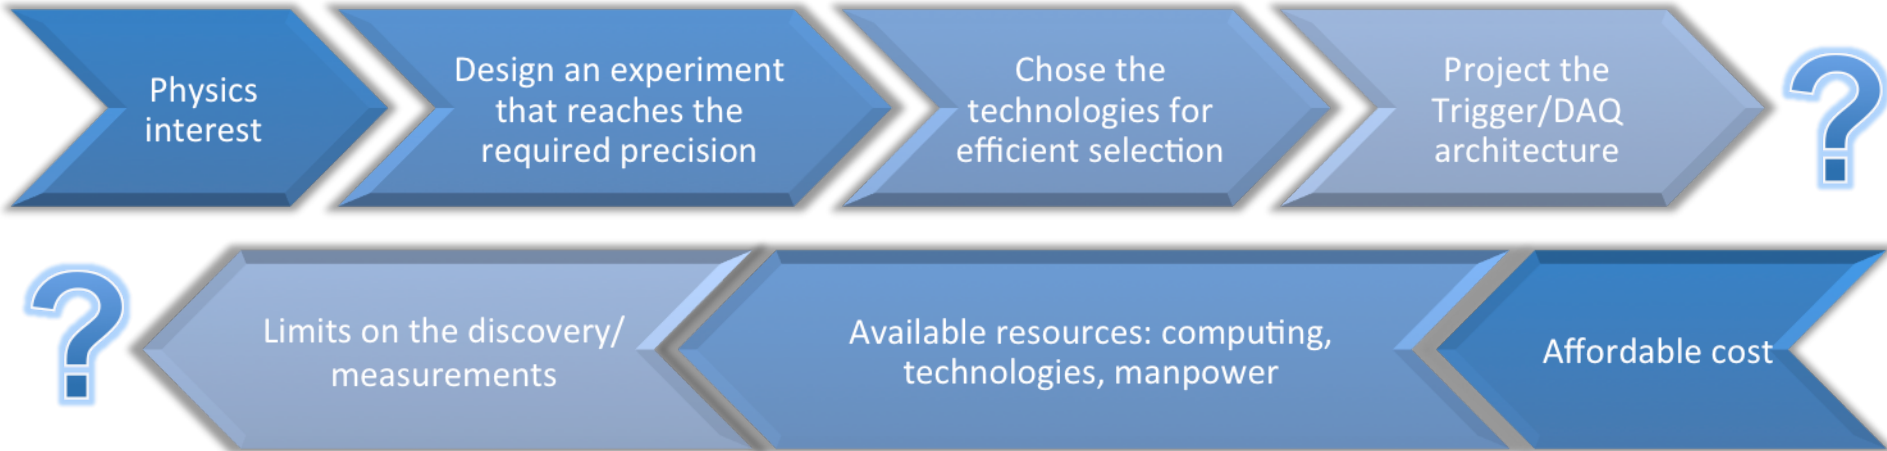 Physics
interest
Design an experiment
that reaches the
required precision
Chose the
technologies for
efficient selection
Project the
Trigger/DAQ
architecture
?
?
Limits on the discovery/
measurements
Available resources: computing,
technologies, manpower
Affordable cost